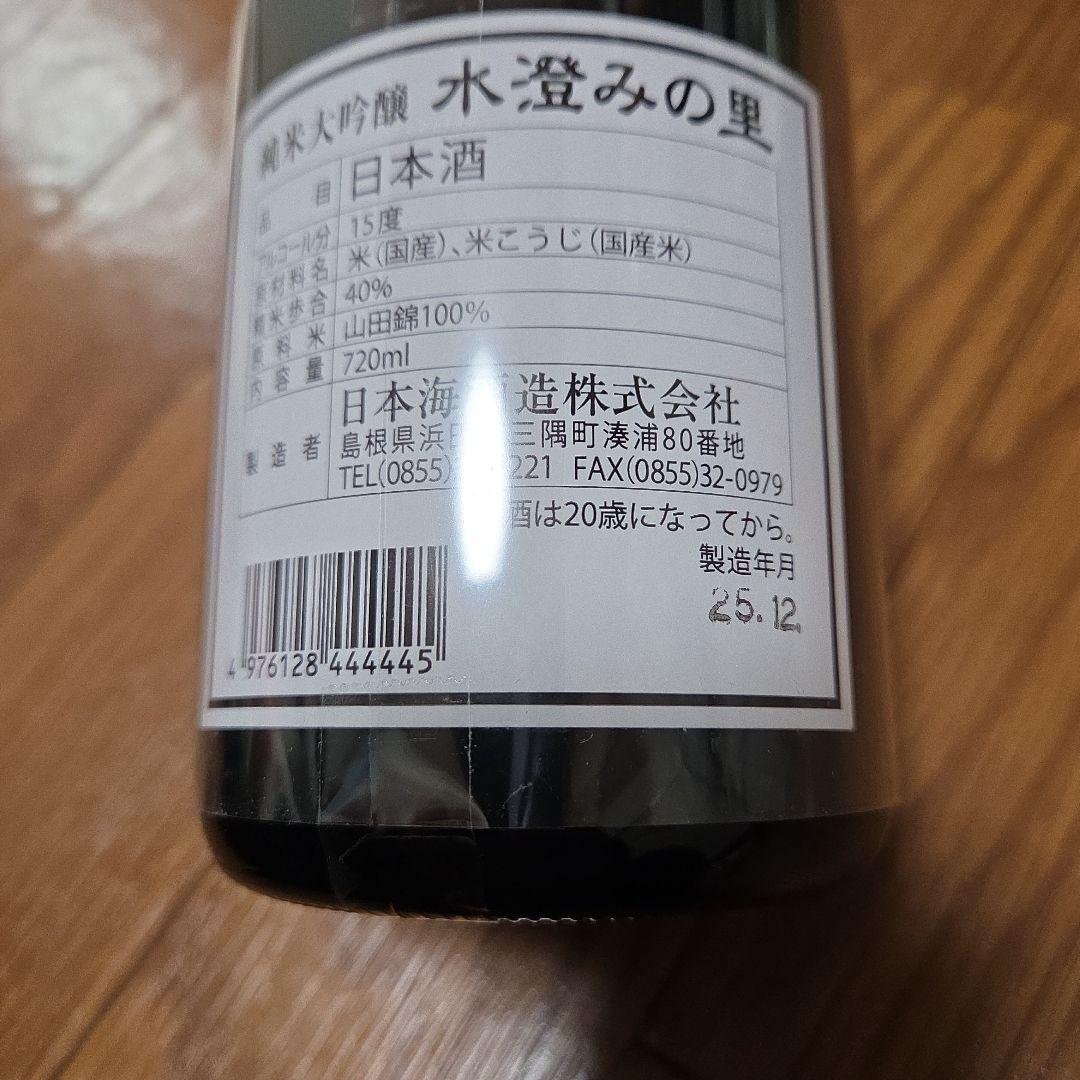 純米大吟醸 水澄みの里
品目 日本酒
アルコール分 15度
原材料名 米(国産)、米こうじ(国産米)
精米歩合 40%
原料米 山田錦100%
内容量 720ml
製造者 日本海 造株式会社
島根県浜 三隅町湊浦80番地
TEL(0855) 221 FAX(0855)32-0979
酒は20歳になってから。
製造年月
25.12.
4 976128 444445